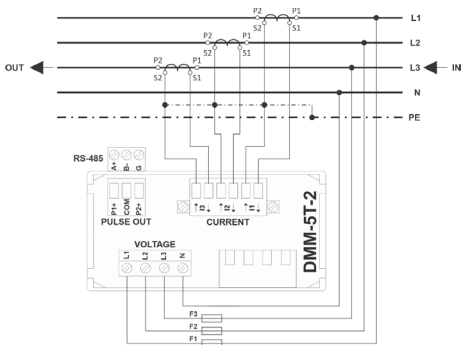 P2 P1
L1
S2 S1
P2 P1
L2
S2 S1
P2 P1
OUT
L3
IN
S2 S1
N
PE
RS-485
A+
B-
G
P1+
COM
P2+
PULSE OUT
I3
I2
I1
CURRENT
DMM-5T-2
VOLTAGE
L1
L2
L3
N
F3
F2
F1